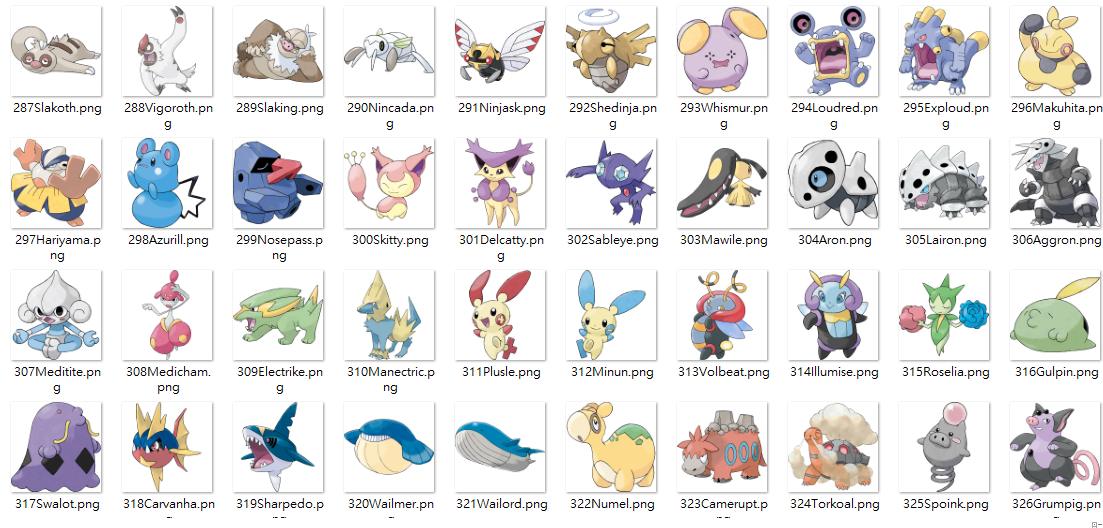 287Slakoth.png
288Vigoroth.pn
g
289Slaking.png
290Nincada.pn
g
291Ninjask.png
292Shedinja.pn
g
293Whismur.pn
g
294Loudred.pn
g
295Exploud.pn
g
296Makuhita.pn
g
297Hariyama.p
ng
298Azurill.png
299Nosepass.p
ng
300Skitty.png
301Delcatty.pn
g
302Sableye.png
303Mawile.png
304Aron.png
305Lairon.png
306Aggron.png
307Meditite.pn
g
308Medicham.
png
309Electrike.pn
g
310Manectric.p
ng
311Plusle.png
312Minun.png
313Volbeat.png
314Illumise.png
315Roselia.png
316Gulpin.png
317Swalot.png
318Carvanha.pn
319Sharpedo.p
320Wailmer.pn
g
321Wailord.png
322Numel.png
323Camerupt.p
ng
324Torkoal.png
325Spoink.png
326Grumpig.pn